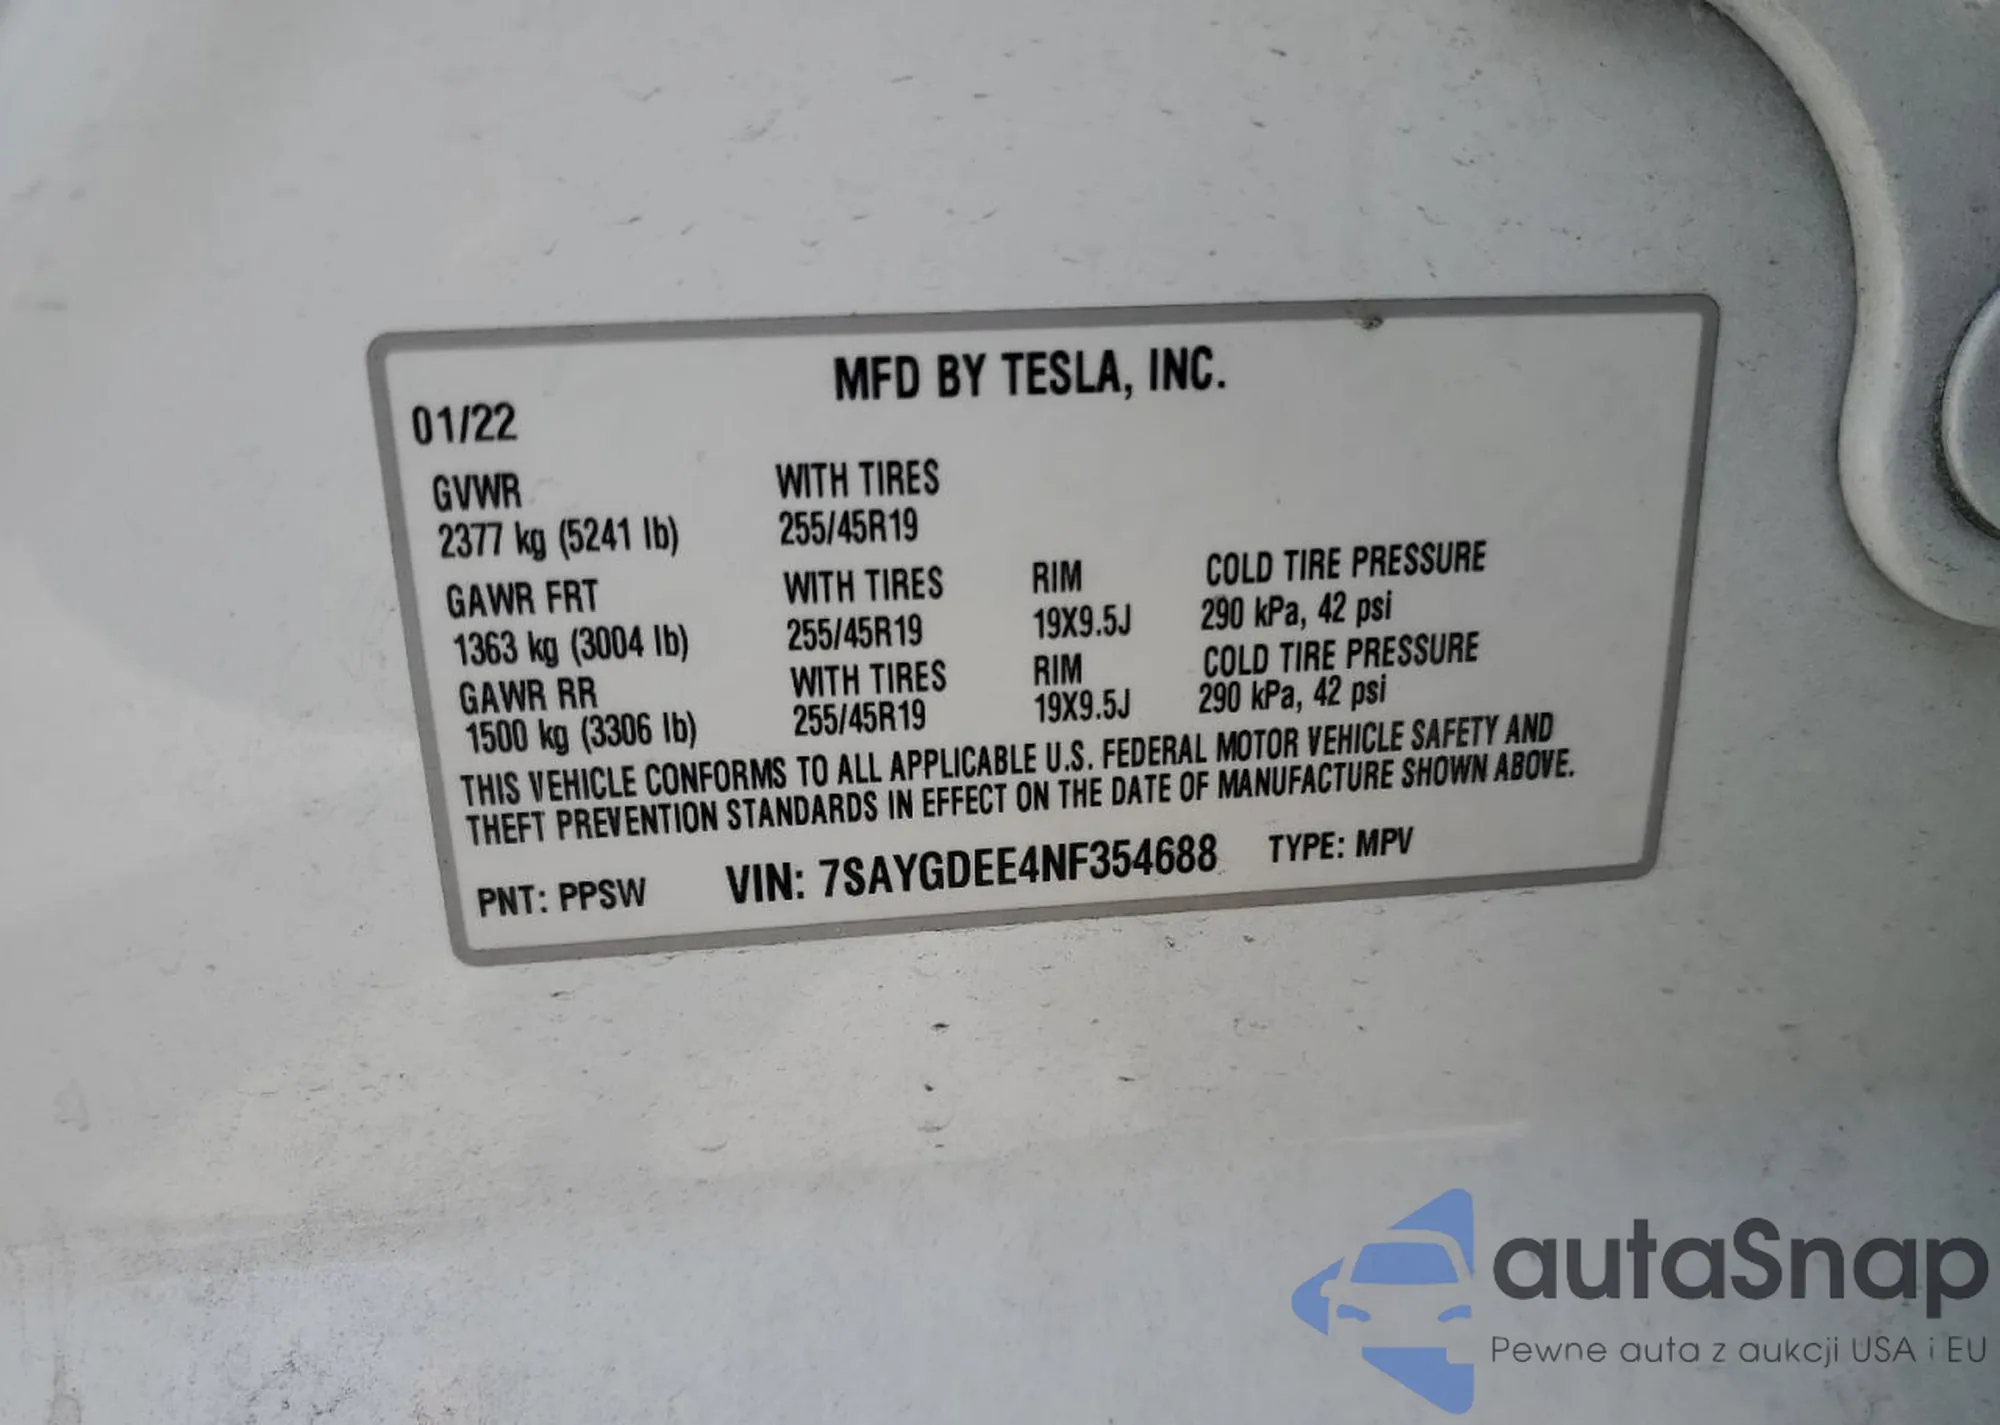 MFD BY TESLA, INC.
01/22
GVWR WITH TIRES
2377 kg (5241 lb) 255/45R19
GAWR FRT WITH TIRES RIM COLD TIRE PRESSURE
1363 kg (3004 lb) 255/45R19 19X9.5J 290 kPa, 42 psi
GAWR RR WITH TIRES RIM COLD TIRE PRESSURE
1500 kg (3306 lb) 255/45R19 19X9.5J 290 kPa, 42 psi
THIS VEHICLE CONFORMS TO ALL APPLICABLE U.S. FEDERAL MOTOR VEHICLE SAFETY AND
THEFT PREVENTION STANDARDS IN EFFECT ON THE DATE OF MANUFACTURE SHOWN ABOVE.
PNT: PPSW VIN: 7SAYGDEE4NF354688 TYPE: MPV
autaSnap
Pewne auta z aukcji USA i EU